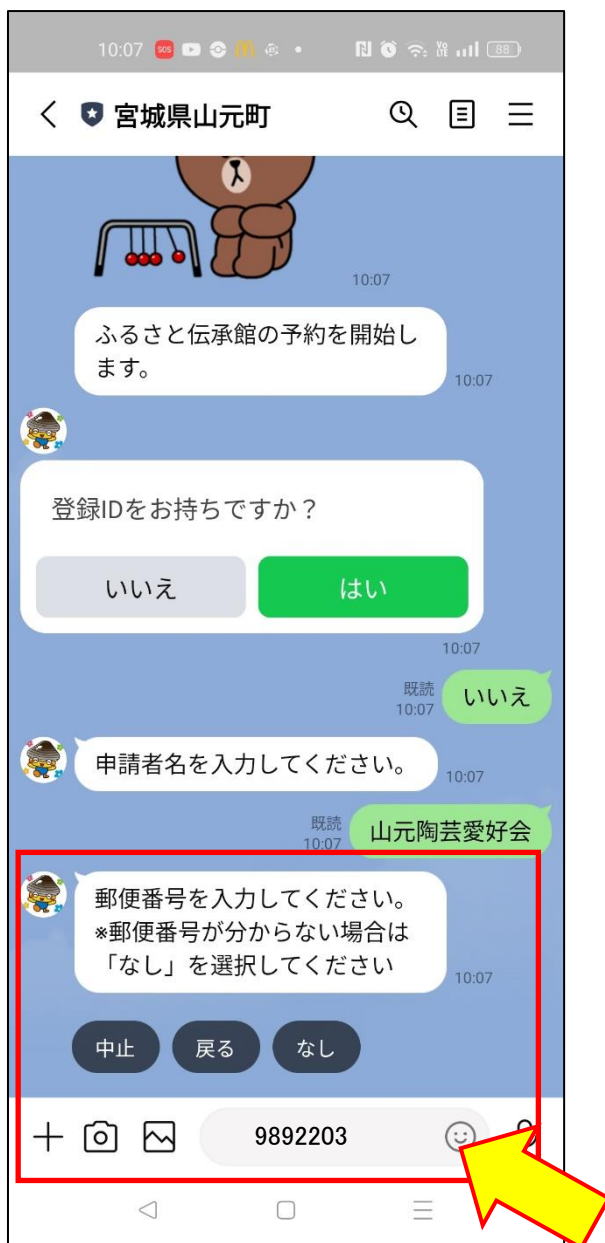 10:07 SOS
88
宮城県山元町
10:07
ふるさと伝承館の予約を開始し
ます。
10:07
登録IDをお持ちですか？
いいえ はい
10:07
既読
10:07
いいえ
申請者名を入力してください。
10:07
既読
10:07
山元陶芸愛好会
郵便番号を入力してください。
※郵便番号が分からない場合は
「なし」を選択してください
10:07
中止 戻る なし
9892203